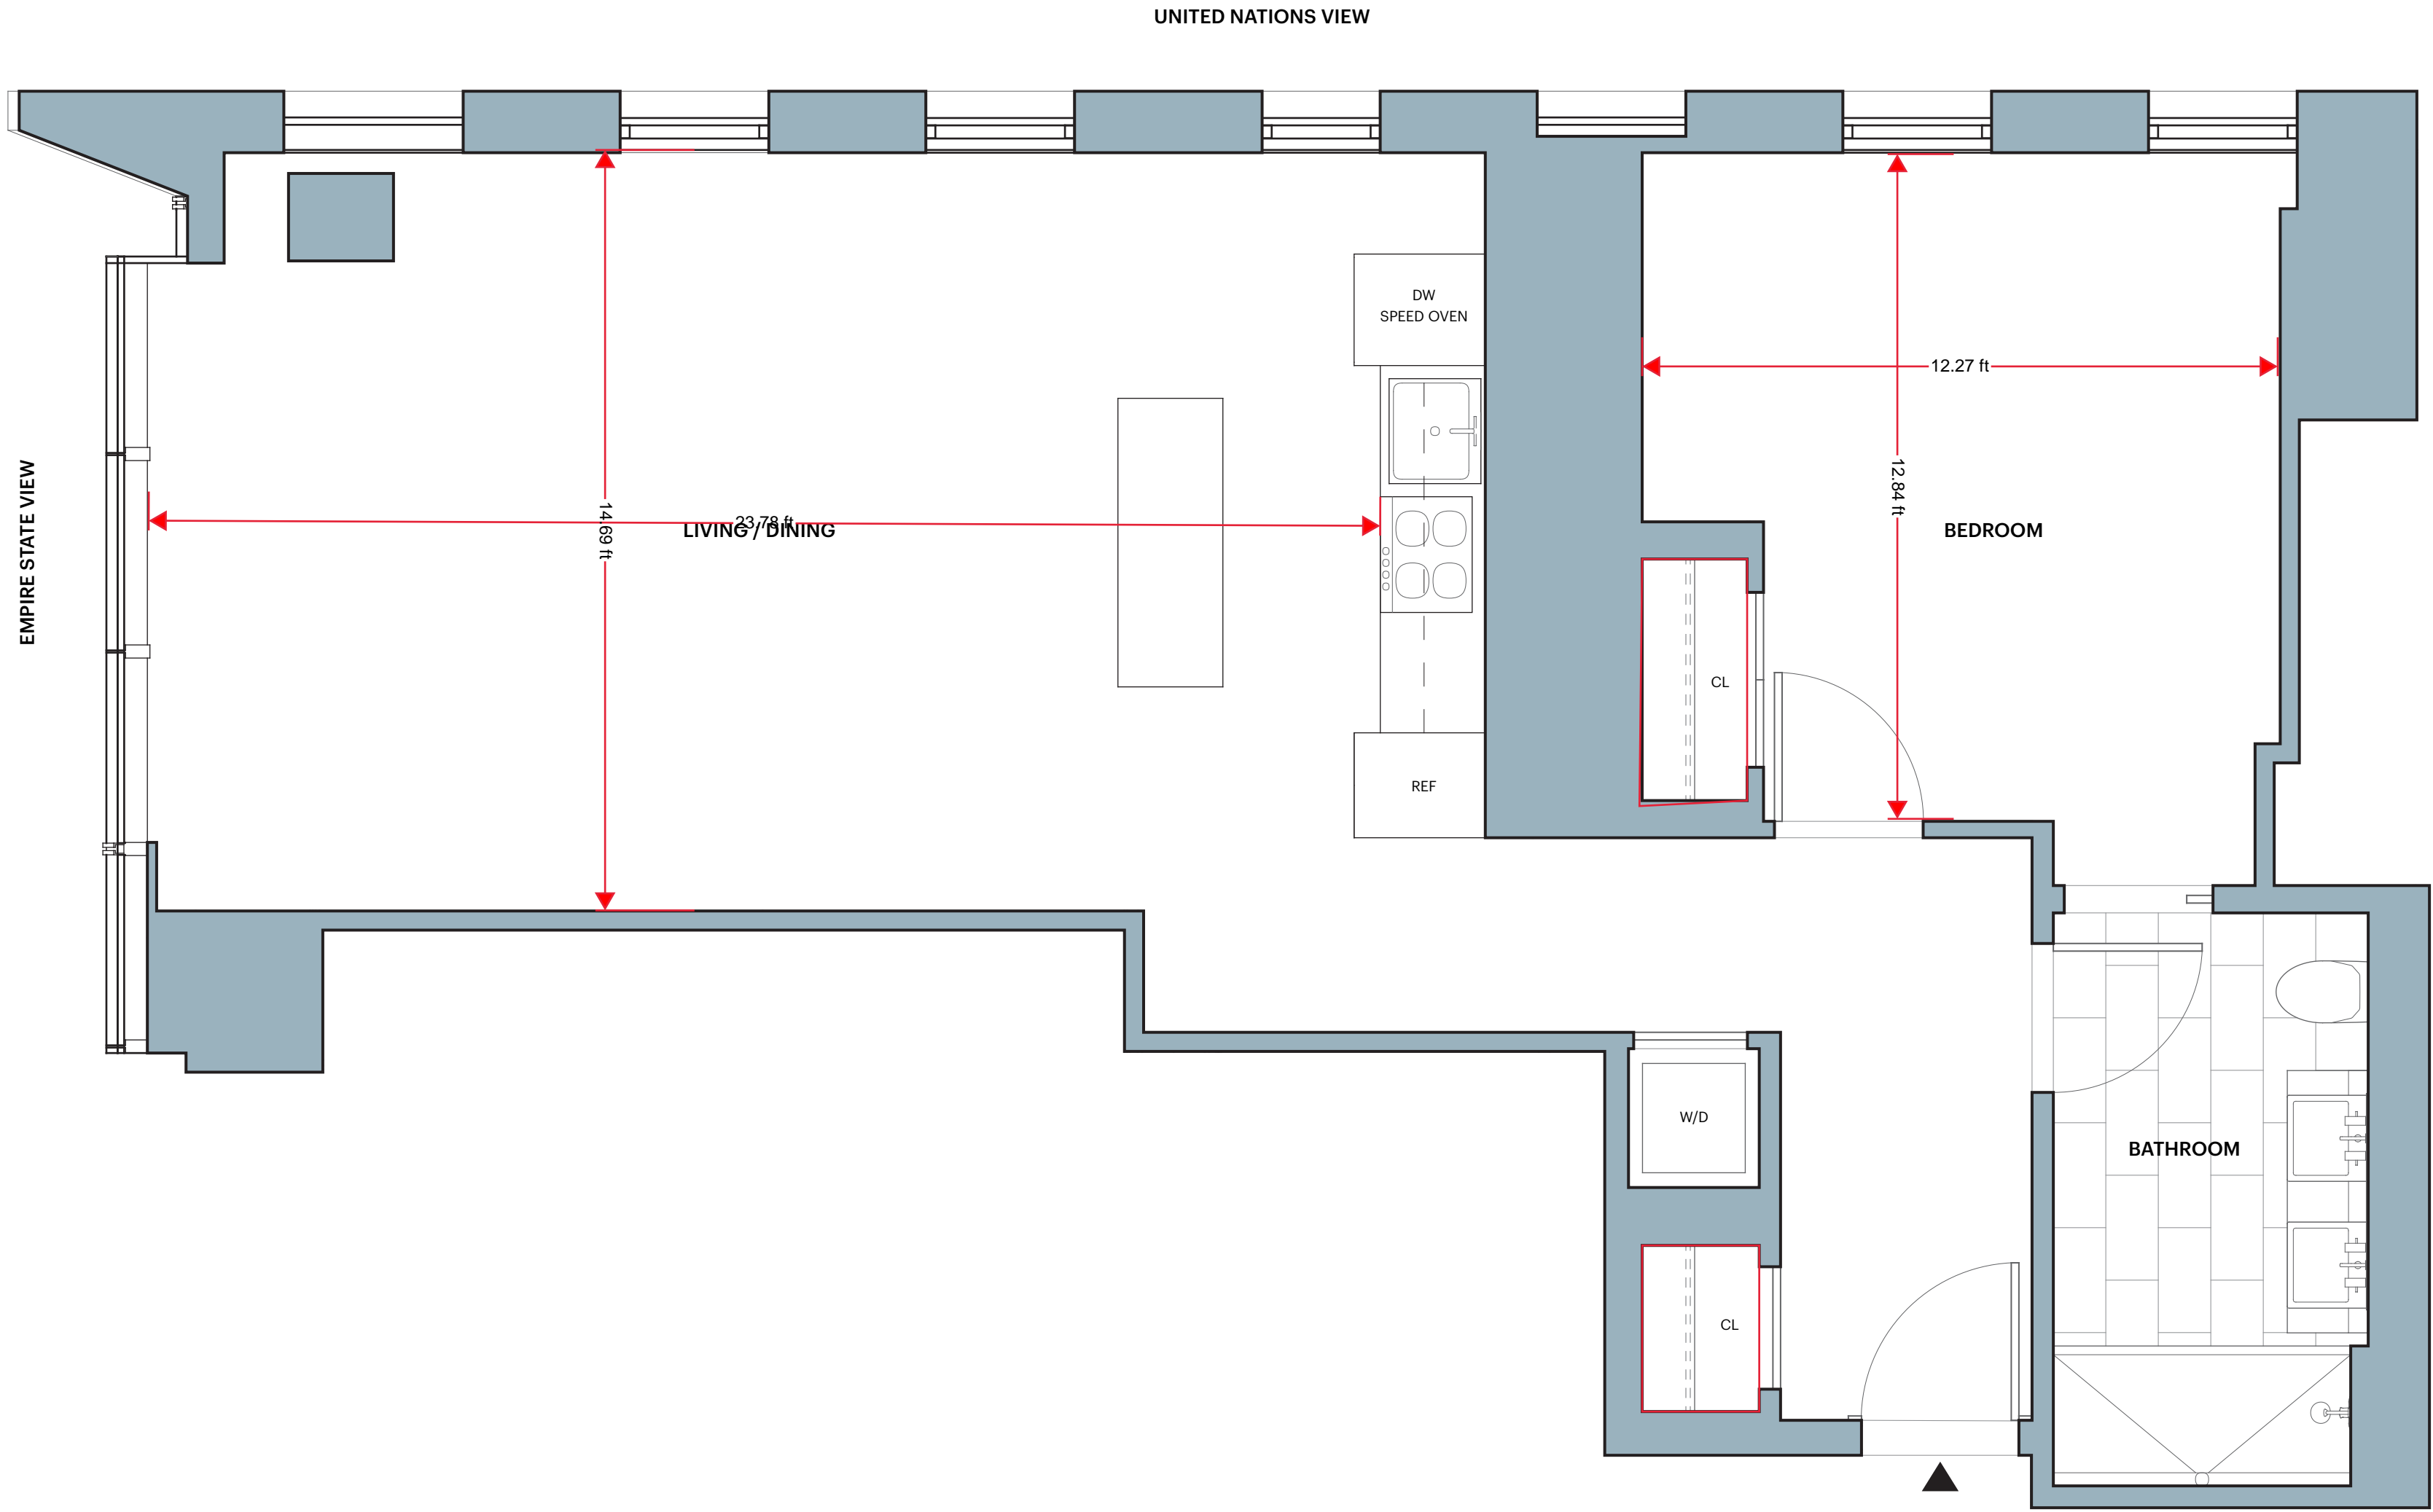 UNITED NATIONS VIEW
DW
SPEED OVEN
12.27 ft
EMPIRE STATE VIEW
14.69 ft
23.78 ft
LIVING / DINING
12.84 ft
BEDROOM
CL
REF
W/D
BATHROOM
CL